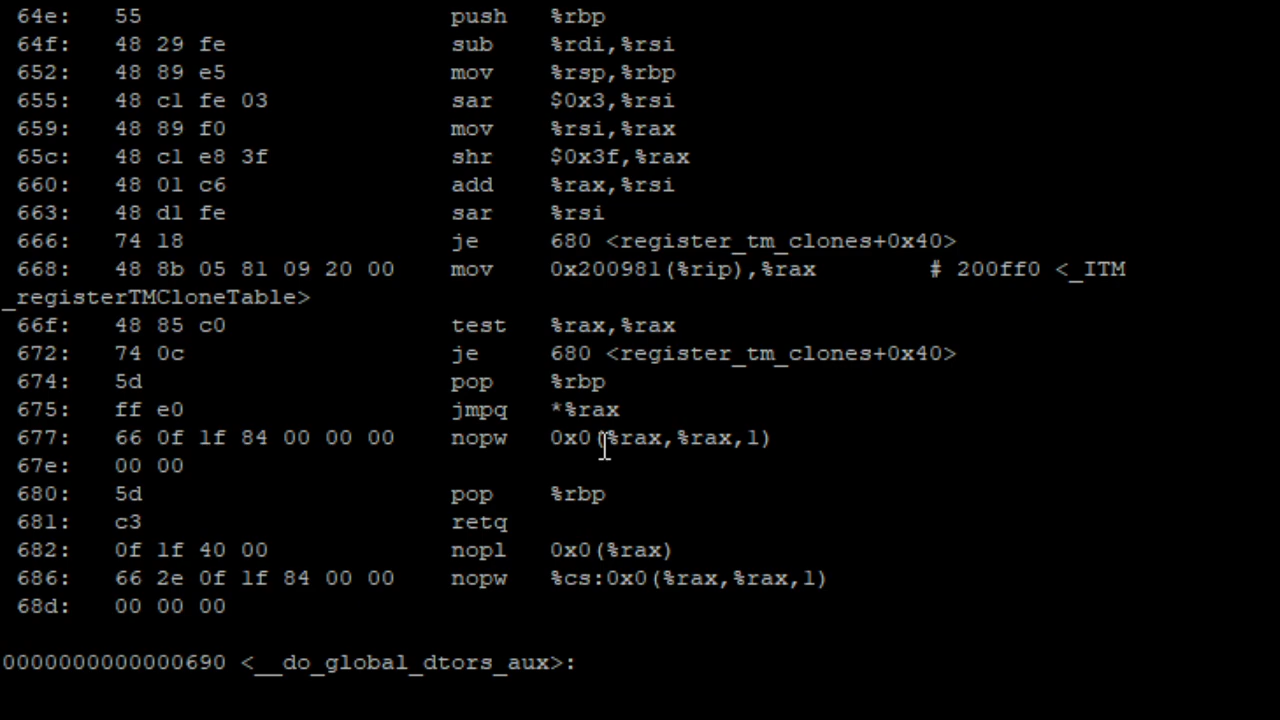 64e:   55                      push   %rbp
64f:   48 29 fe                sub    %rdi,%rsi
652:   48 89 e5                mov    %rsp,%rbp
655:   48 c1 fe 03             sar    $0x3,%rsi
659:   48 89 f0                mov    %rsi,%rax
65c:   48 c1 e8 3f             shr    $0x3f,%rax
660:   48 01 c6                add    %rax,%rsi
663:   48 d1 fe                sar    %rsi
666:   74 18                   je     680 <register_tm_clones+0x40>
668:   48 8b 05 81 09 20 00    mov    0x200981(%rip),%rax        # 200ff0 <_ITM
_registerTMCloneTable>
66f:   48 85 c0                test   %rax,%rax
672:   74 0c                   je     680 <register_tm_clones+0x40>
674:   5d                      pop    %rbp
675:   ff e0                   jmpq   *%rax
677:   66 0f 1f 84 00 00 00    nopw   0x0(%rax,%rax,1)
67e:   00 00
680:   5d                      pop    %rbp
681:   c3                      retq
682:   0f 1f 40 00             nopl   0x0(%rax)
686:   66 2e 0f 1f 84 00 00    nopw   %cs:0x0(%rax,%rax,1)
68d:   00 00 00
0000000000000690 <__do_global_dtors_aux>: